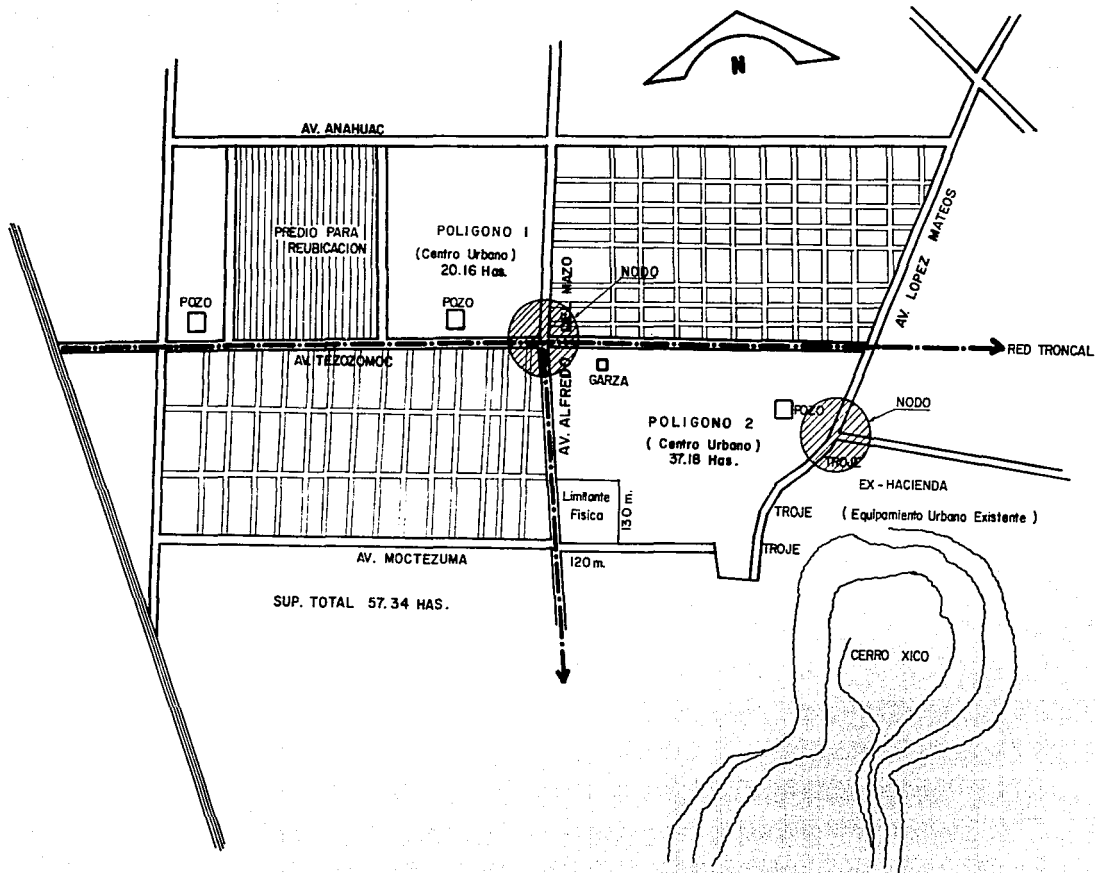 N
AV. ANAHUAC
PREDIO PARA
REUBICACION
POLIGONO 1
(Centro Urbano)
20.16 Has.
AV. LOPEZ MATEOS
NODO
POZO
POZO
AV. ALFREDO DEL MAZO
AV. TEZOZOMOC
RED TRONCAL
GARZA
POLIGONO 2
(Centro Urbano)
37.18 Has.
POZO
NODO
TROJE
EX-HACIENDA
(Equipamiento Urbano Existente)
Limitante
Fisica
130 m.
TROJE
TROJE
AV. MOCTEZUMA
120 m.
SUP. TOTAL 57.34 HAS.
CERRO XICO